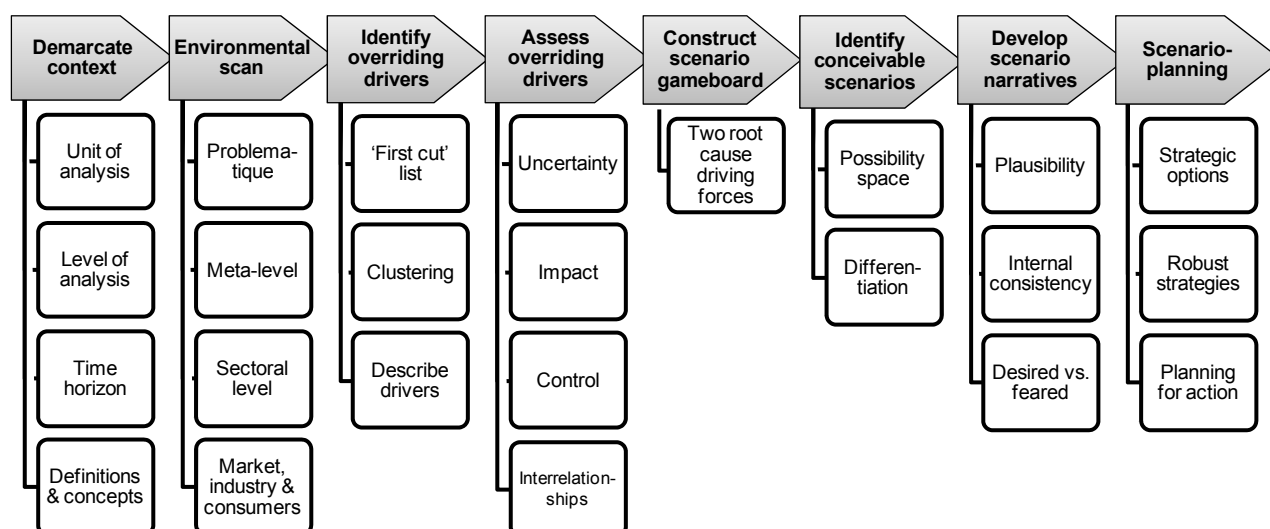 Demarcate
context
Environmental
scan
Identify
overriding
drivers
Assess
overriding
drivers
Construct
scenario
gameboard
Identify
conceivable
scenarios
Develop
scenario
narratives
Scenario-
planning
Unit of
analysis
Level of
analysis
Time
horizon
Definitions
& concepts
Problema-
tique
Meta-level
Sectoral
level
Market,
industry &
consumers
‘First cut’
list
Clustering
Describe
drivers
Uncertainty
Impact
Control
Interrelation-
ships
Two root
cause
driving
forces
Possibility
space
Differen-
tiation
Plausibility
Internal
consistency
Desired vs.
feared
Strategic
options
Robust
strategies
Planning
for action